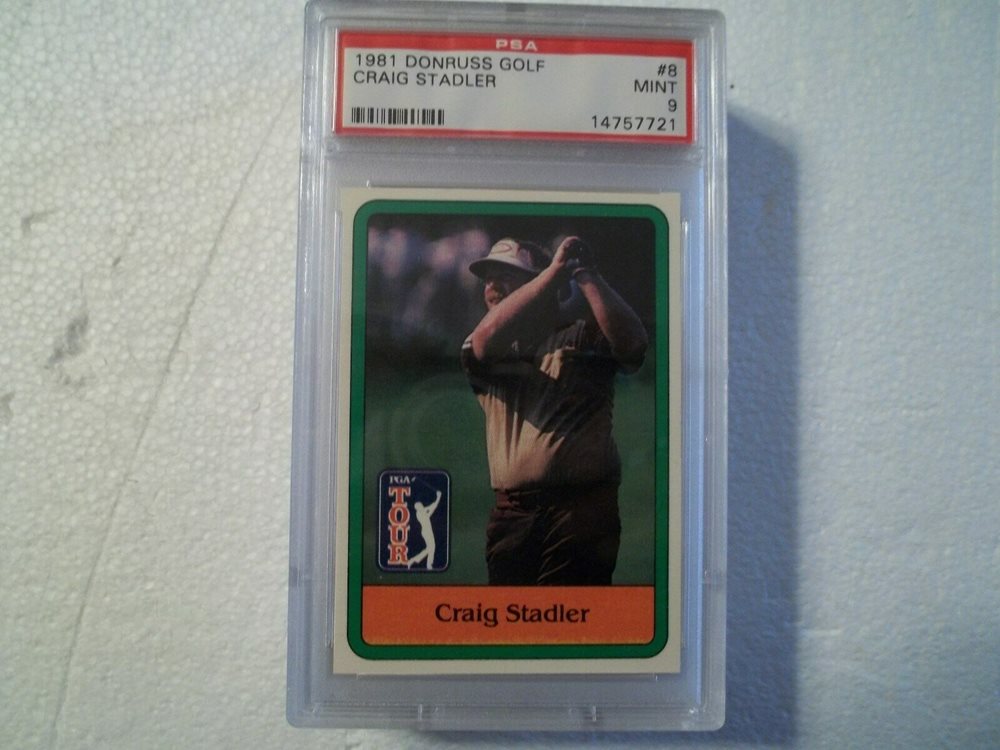 PSA
1981 DONRUSS GOLF #8
CRAIG STADLER MINT
9
14757721
PGA
TOUR
Craig Stadler